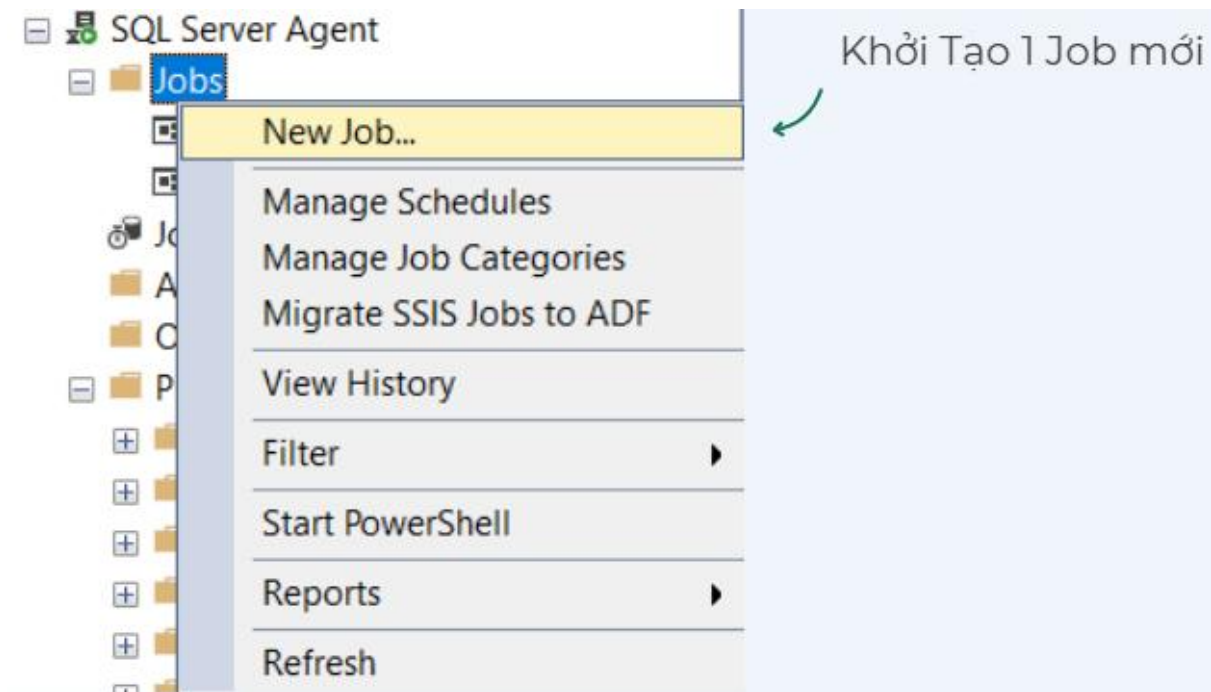 SQL Server Agent
Khởi Tạo 1 Job mới
Jobs
New Job...
Manage Schedules
Manage Job Categories
Migrate SSIS Jobs to ADF
View History
Filter
Start PowerShell
Reports
Refresh